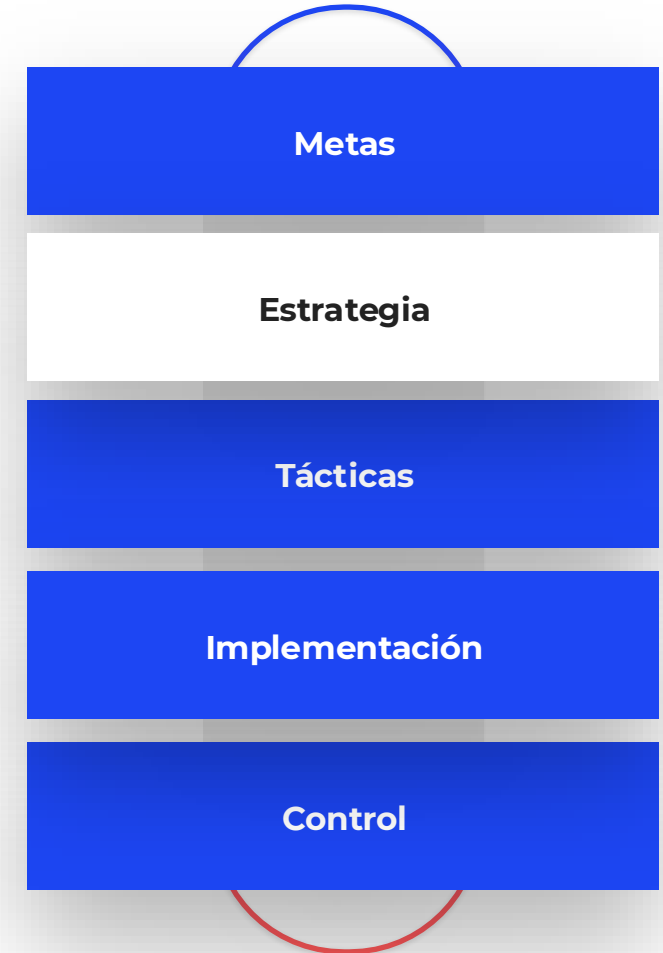 Metas
Estrategia
Tácticas
Implementación
Control